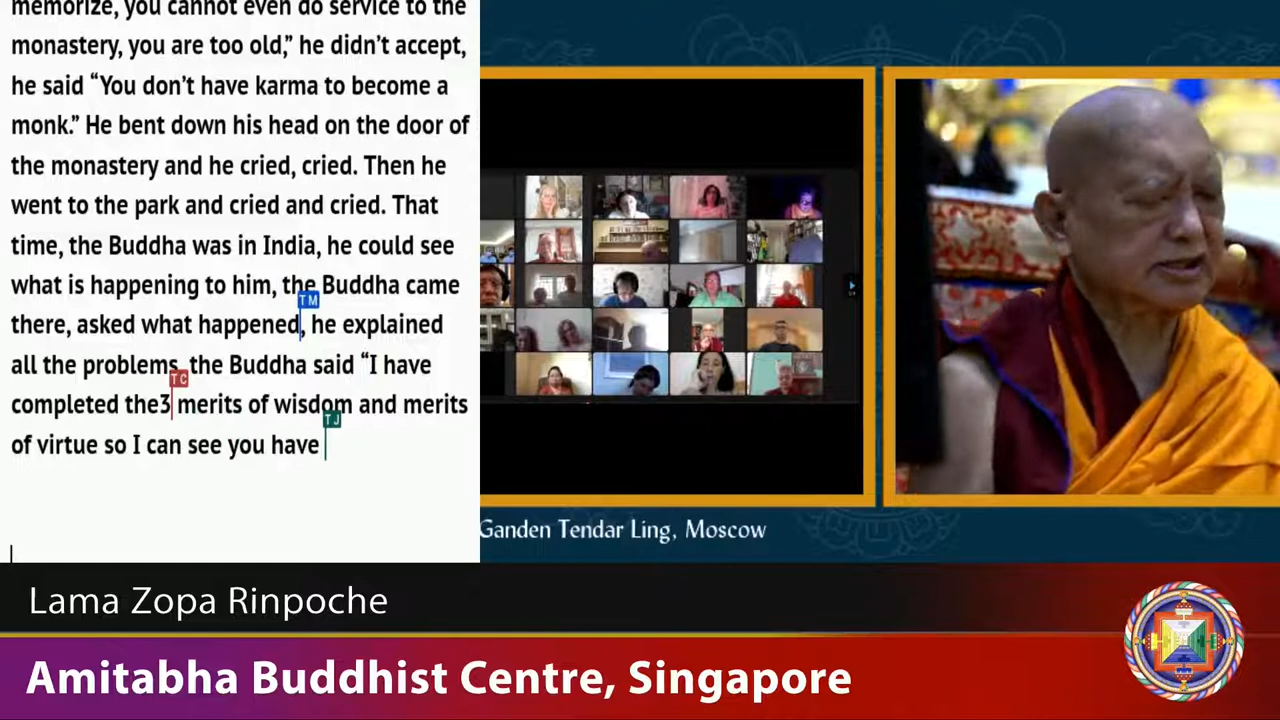 memorize, you cannot even do service to the
monastery, you are too old,” he didn’t accept,
he said “You don’t have karma to become a
monk.” He bent down his head on the door of
the monastery and he cried, cried. Then he
went to the park and cried and cried. That
time, the Buddha was in India, he could see
what is happening to him, the Buddha came
TM
there, asked what happened, he explained
all the problems, the Buddha said “I have
TC
completed the3 merits of wisdom and merits
TJ
of virtue so I can see you have
Ganden Tendar Ling, Moscow
Lama Zopa Rinpoche
Amitabha Buddhist Centre, Singapore